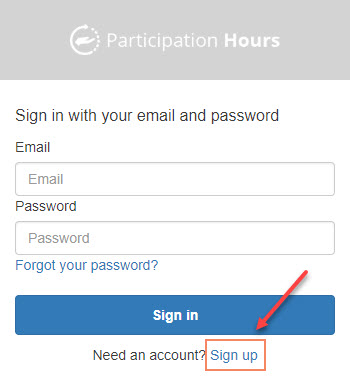 Participation Hours
Sign in with your email and password
Email
Email
Password
Password
Forgot your password?
Sign in
Need an account? Sign up